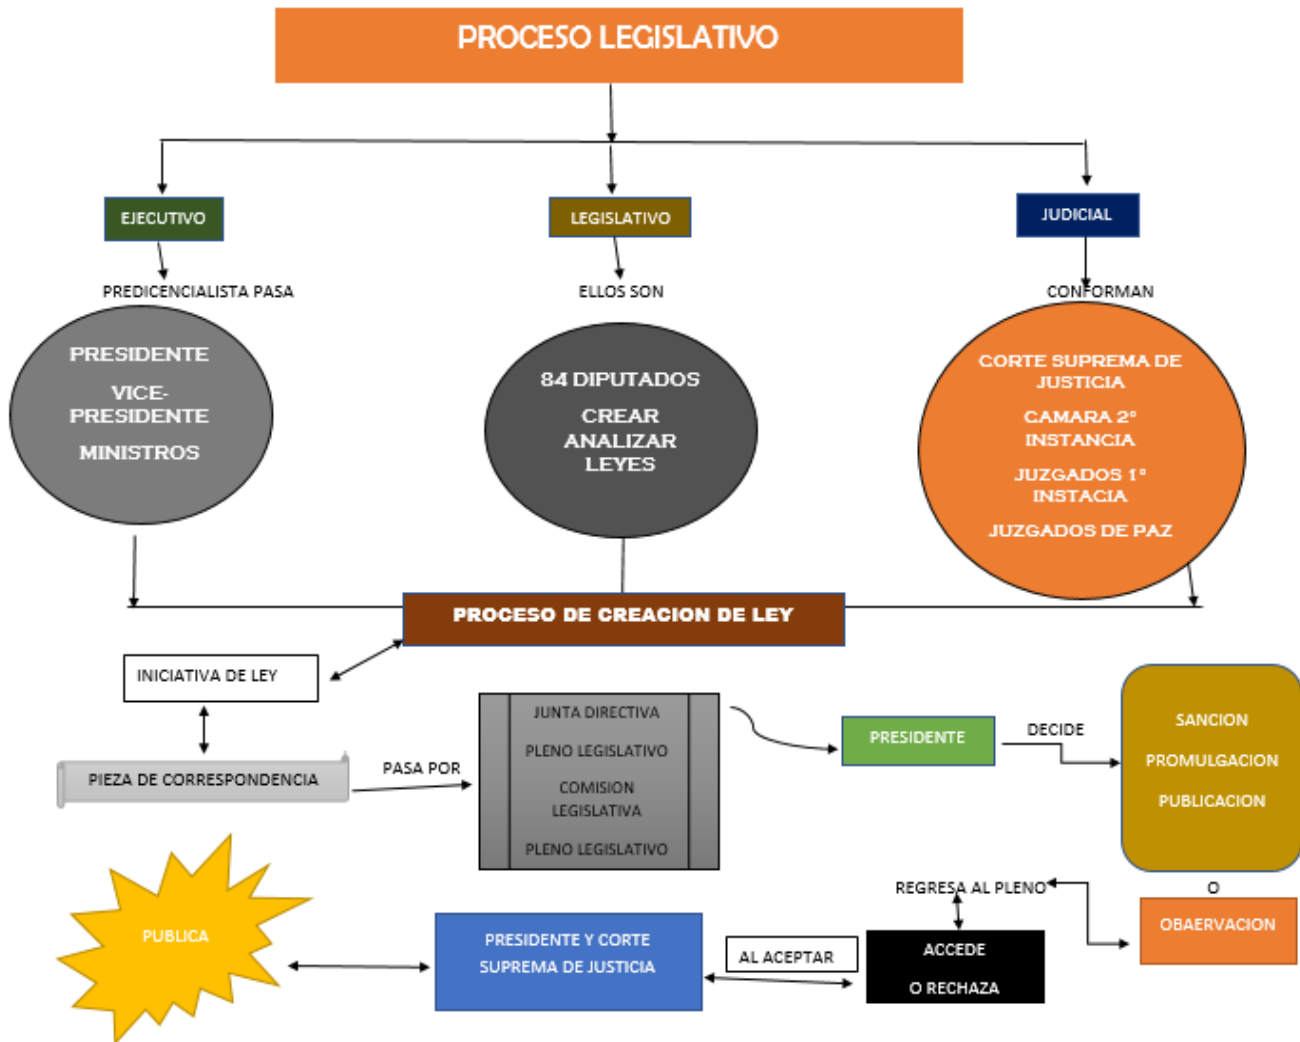 PROCESO LEGISLATIVO
EJECUTIVO
LEGISLATIVO
JUDICIAL
PREDICENCIALISTA PASA
ELLOS SON
CONFORMAN
PRESIDENTE
VICE-
PRESIDENTE
MINISTROS
84 DIPUTADOS
CREAR
ANALIZAR
LEYES
CORTE SUPREMA DE
JUSTICIA
CAMARA 2°
INSTANCIA
JUZGADOS 1°
INSTACIA
JUZGADOS DE PAZ
PROCESO DE CREACION DE LEY
INICIATIVA DE LEY
PIEZA DE CORRESPONDENCIA
PASA POR
JUNTA DIRECTIVA
PLENO LEGISLATIVO
COMISION
LEGISLATIVA
PLENO LEGISLATIVO
PRESIDENTE
DECIDE
SANCION
PROMULGACION
PUBLICACION
O
OBAERVACION
REGRESA AL PLENO
ACCEDE
O RECHAZA
AL ACEPTAR
PRESIDENTE Y CORTE
SUPREMA DE JUSTICIA
PUBLICA